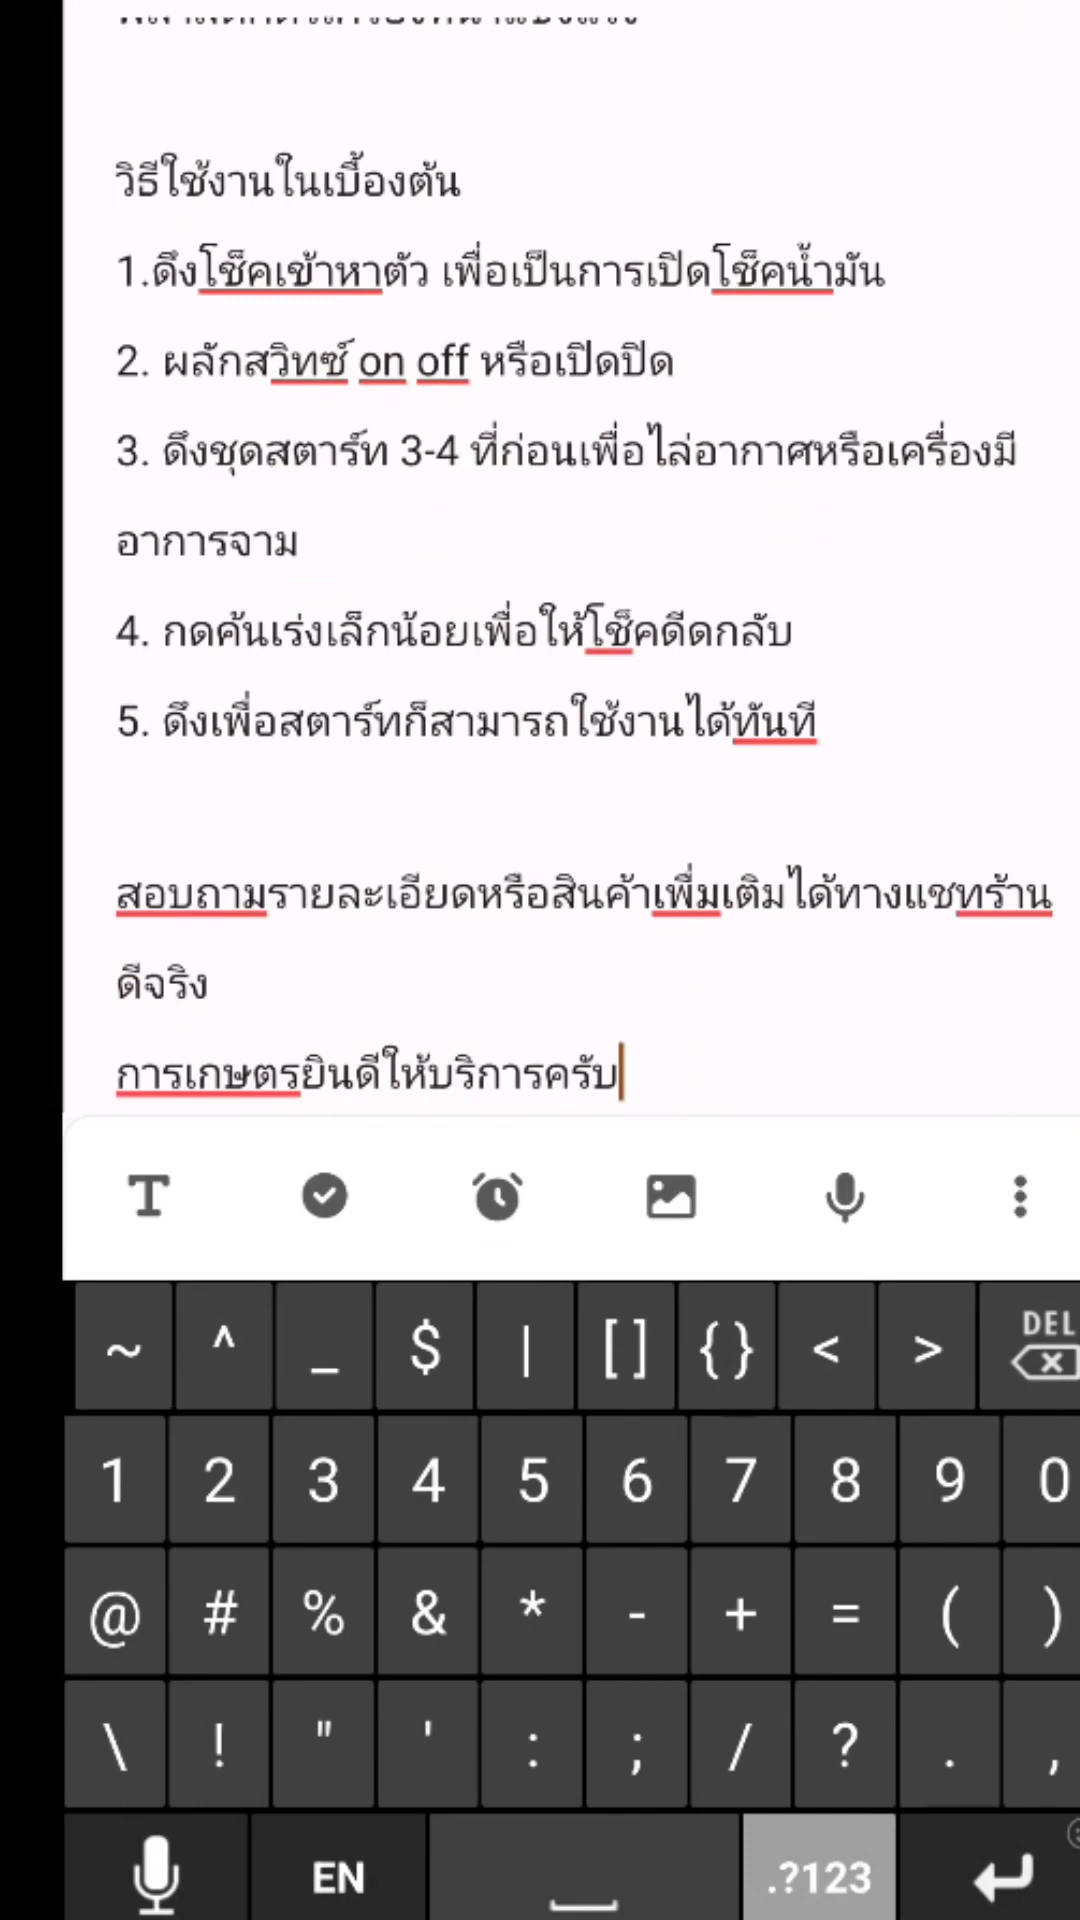 วิธีใช้งานในเบื้องต้น
1.ดึงโช็คเข้าหาตัว เพื่อเป็นการเปิดโช็คน้ำมัน
2. ผลักสวิทซ์ on off หรือเปิดปิด
3. ดึงชุดสตาร์ท 3-4 ที่ก่อนเพื่อไล่อากาศหรือเครื่องมี
อาการจาม
4. กดค้นเร่งเล็กน้อยเพื่อให้โช็คดีดกลับ
5. ดึงเพื่อสตาร์ทก็สามารถใช้งานได้ทันที
สอบถามรายละเอียดหรือสินค้าเพิ่มเติมได้ทางแชทร้าน
ดีจริง
การเกษตรยินดีให้บริการครับ
T
~ ^ _ $ | [ ] { } < > DEL
1 2 3 4 5 6 7 8 9 0
@ # % & * - + = ( )
\ ! " ' : ; / ? . ,
EN .?123